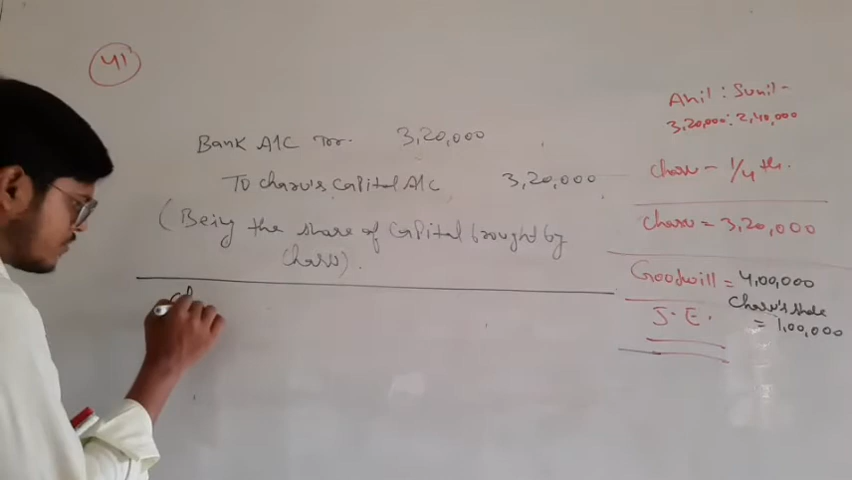 41
Bank A/C Dr. 3,20,000
To charu's capital A/C 3,20,000
(Being the share of capital brought by
charu).
ch
Anil : Sunil -
3,20,000 : 2,40,000
charu - 1/4 th.
charu = 3,20,000
Goodwill = 4,00,000
charu's share
= 1,00,000
J. E.